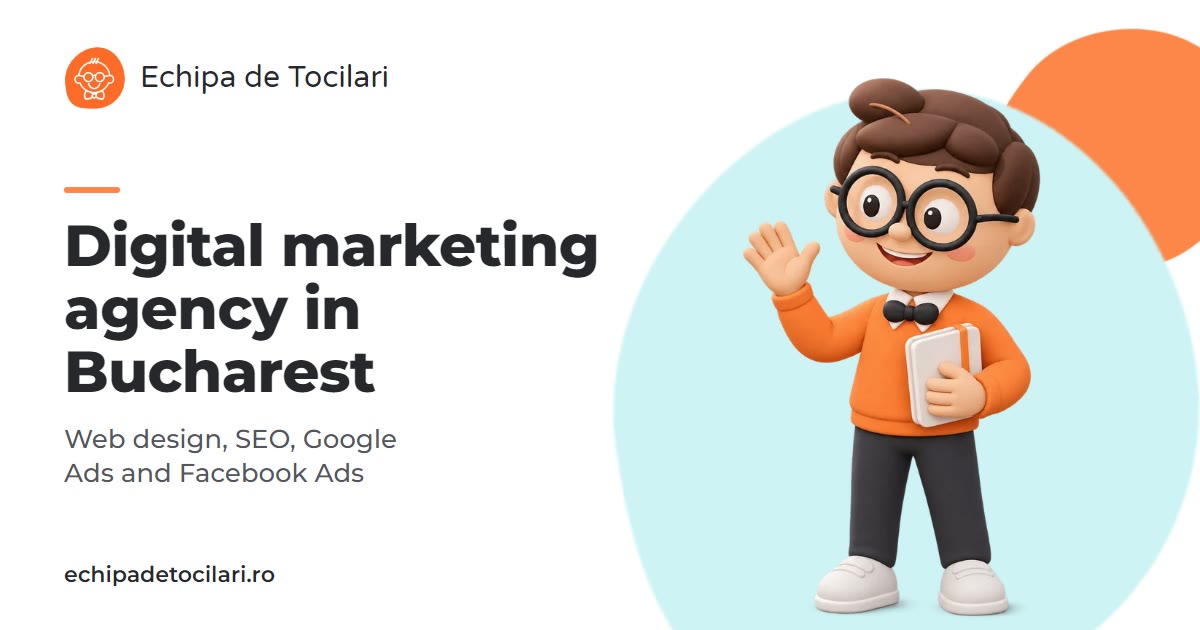 Echipa de Tocilari
Digital marketing
agency in
Bucharest
Web design, SEO, Google
Ads and Facebook Ads
echipadetocilari.ro